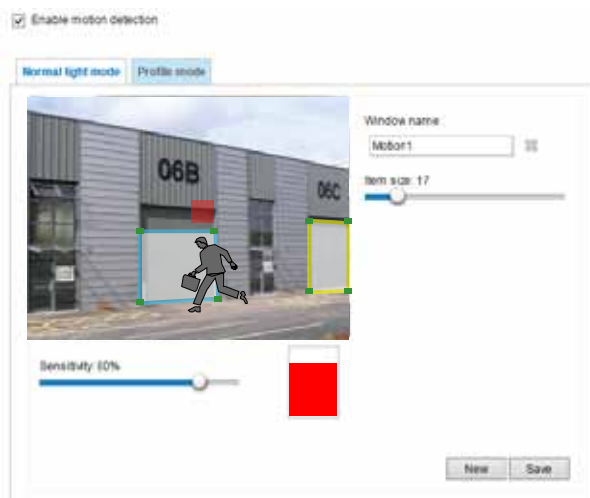 Enable motion detection
Normal light mode
Profile mode
Window name
Motion1
Item size: 17
06B
06C
Sensitivity: 80%
New
Save